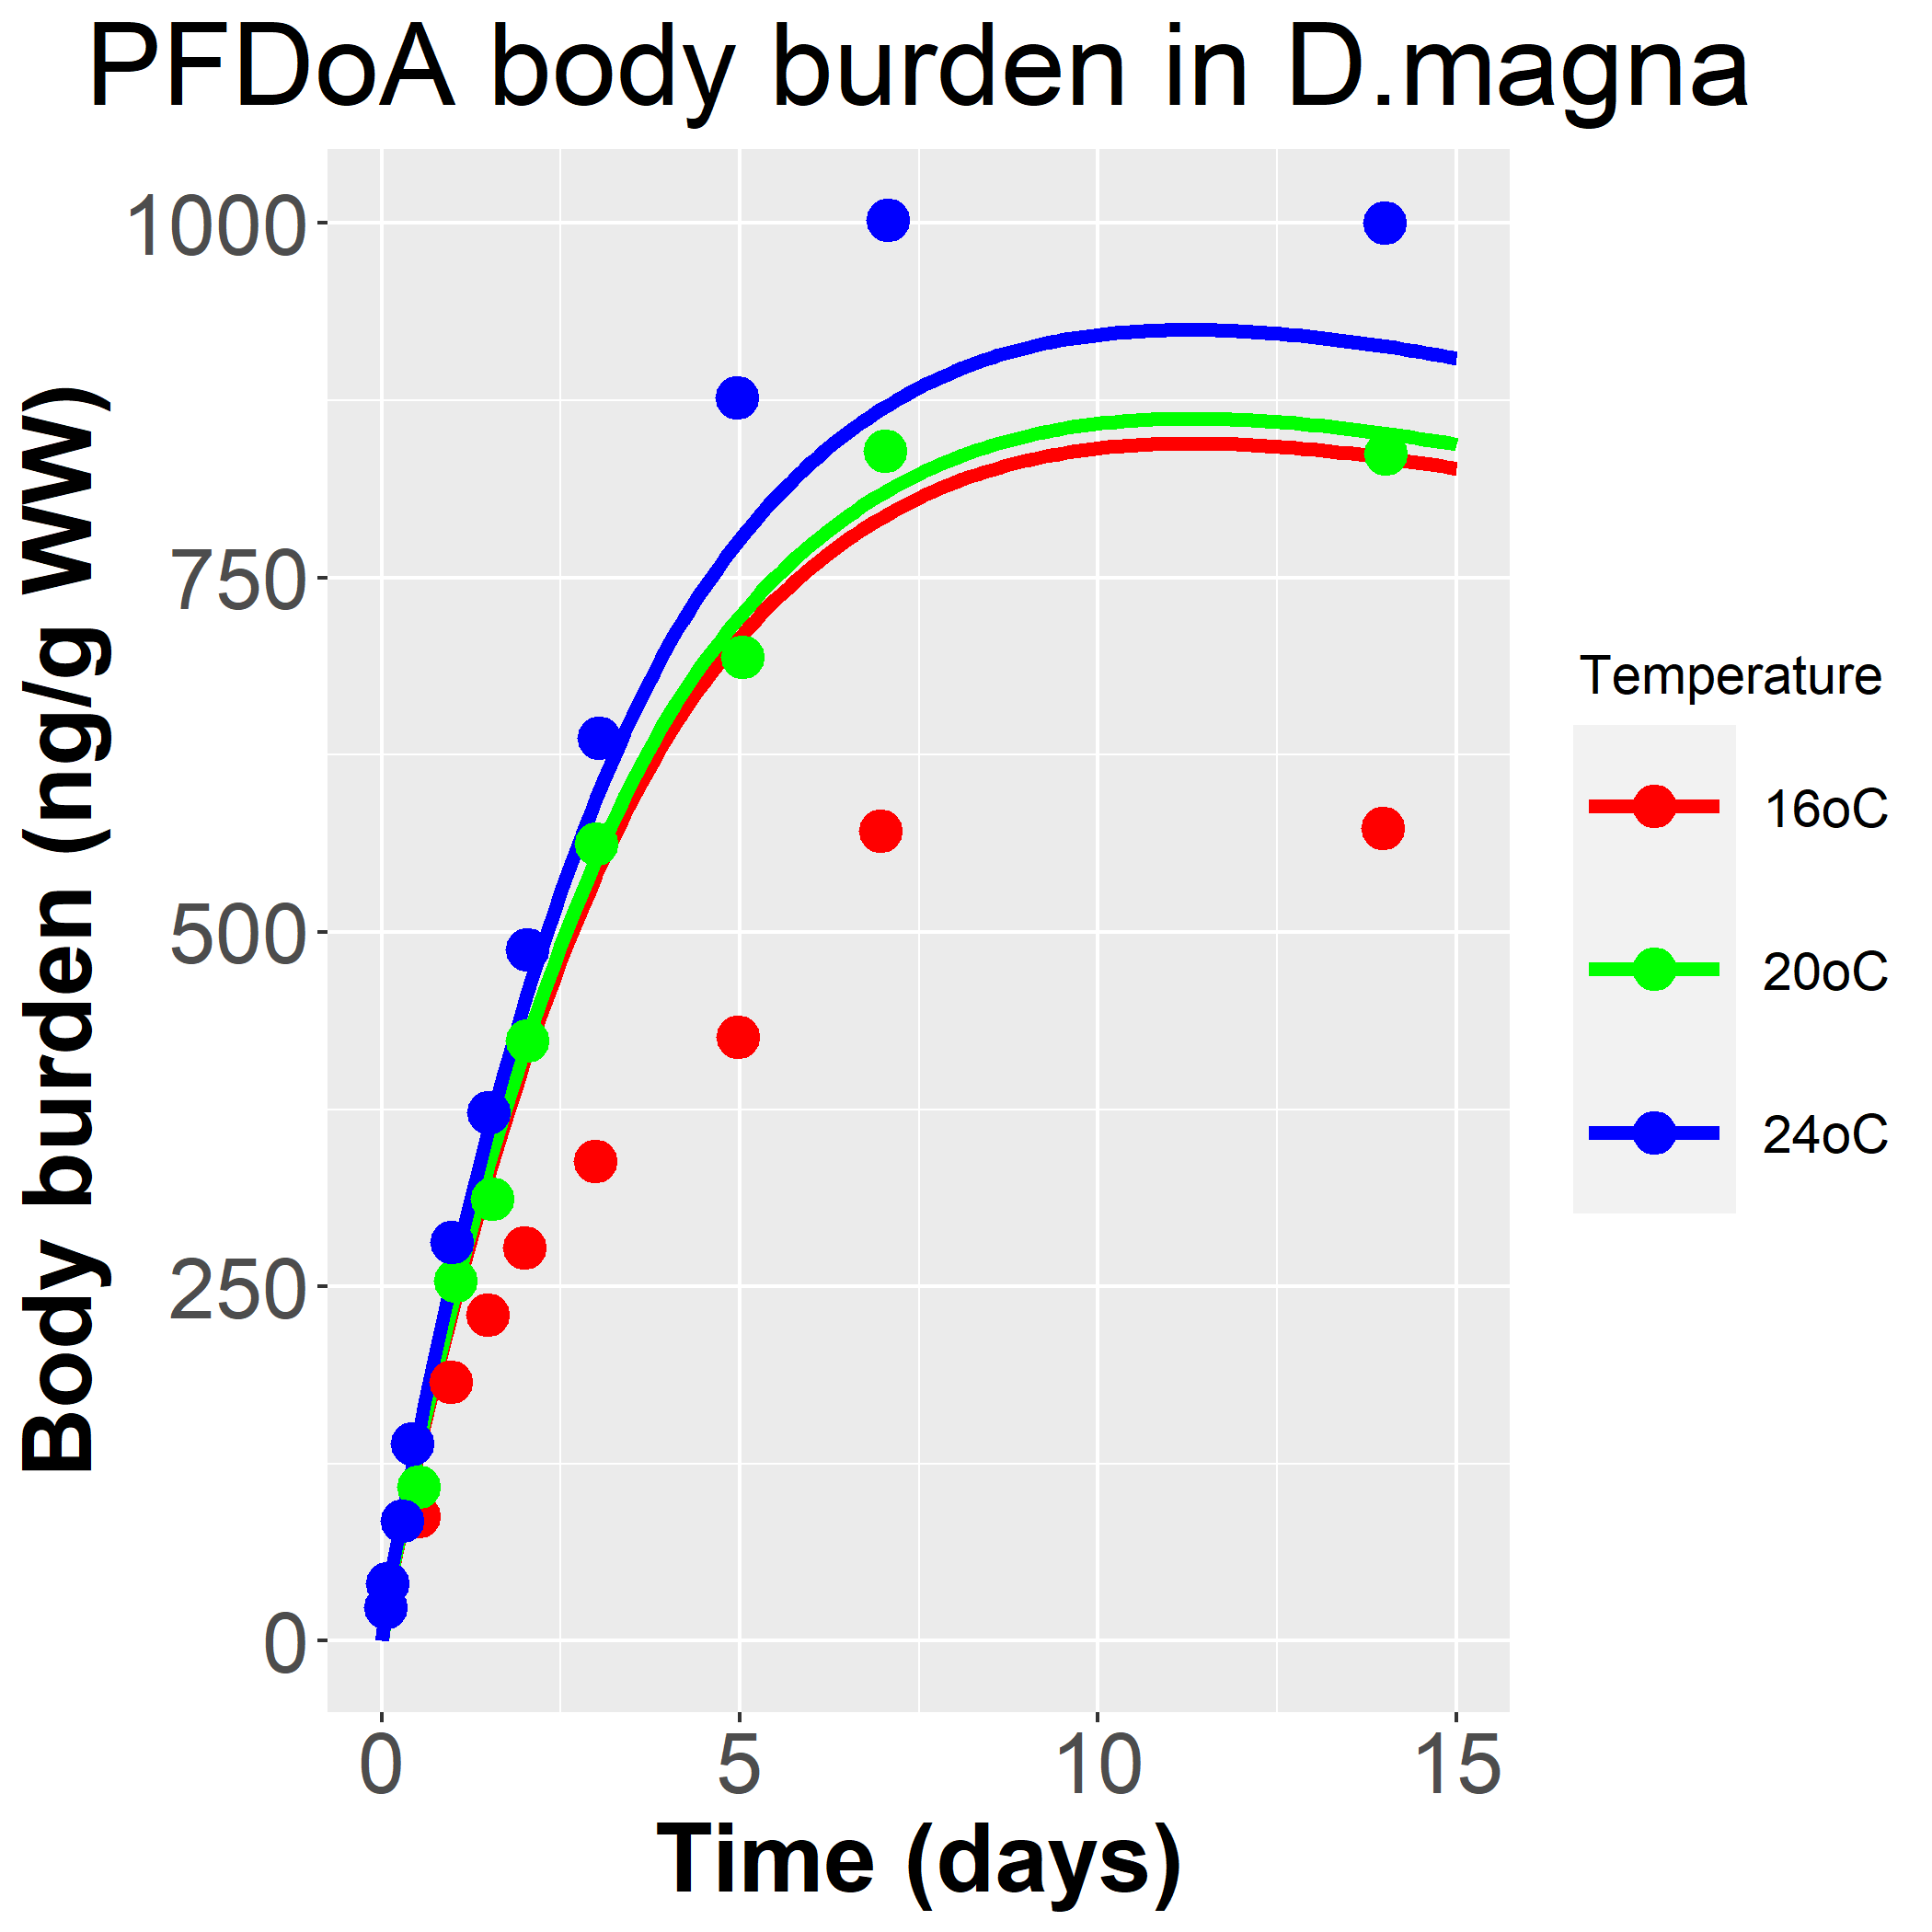 PFDoA body burden in D.magna
Body burden (ng/g WW)
1000
750
500
250
0
0 5 10 15
Time (days)
Temperature
16oC
20oC
24oC